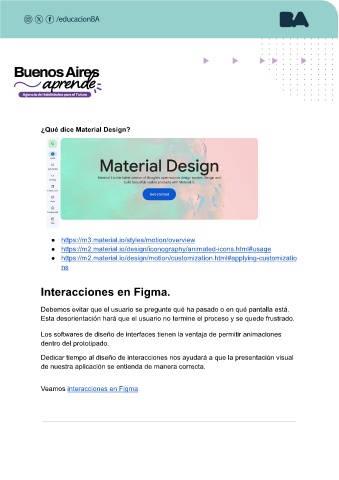 /educacionBA
BA
Buenos Aires
aprende
Agencia de Habilidades para el Futuro
¿Qué dice Material Design?
Material Design
Material 3 is the latest version of Google's open-source design system. Design and
build beautiful, usable products with Material 3.
Get started
● https://m3.material.io/styles/motion/overview
● https://m2.material.io/design/iconography/animated-icons.html#usage
● https://m2.material.io/design/motion/customization.html#applying-customizatio
ns
Interacciones en Figma.
Debemos evitar que el usuario se pregunte qué ha pasado o en qué pantalla está.
Esta desorientación hará que el usuario no termine el proceso y se quede frustrado.
Los softwares de diseño de interfaces tienen la ventaja de permitir animaciones
dentro del prototipado.
Dedicar tiempo al diseño de interacciones nos ayudará a que la presentación visual
de nuestra aplicación se entienda de manera correcta.
Veamos interacciones en Figma